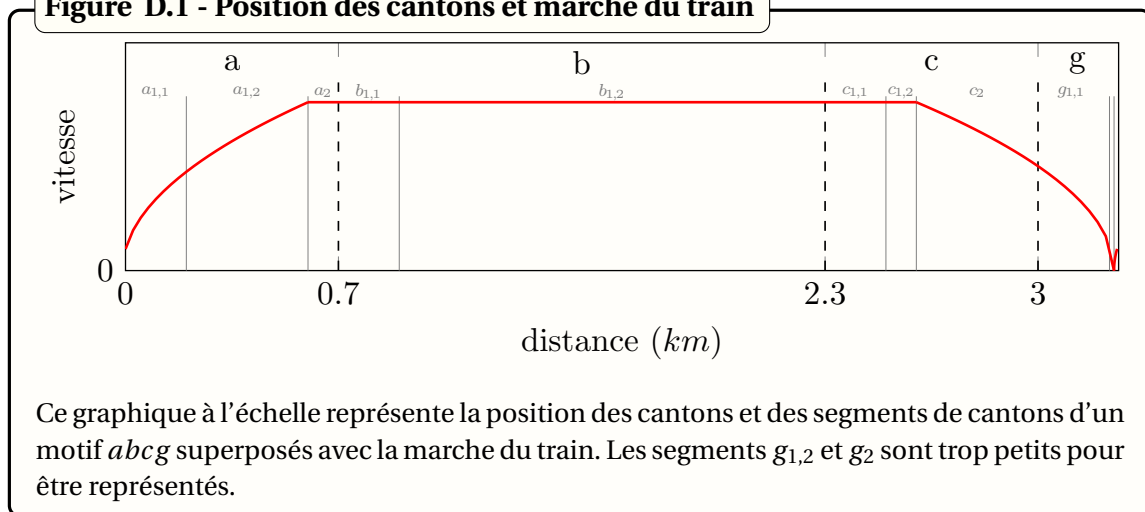 Figure D.1 - Position des cantons et marche du train
a b c g
a1,1 a1,2 a2 b1,1 b1,2 c1,1 c1,2 c2 g1,1
vitesse
0
0 0.7 2.3 3
distance (km)
Ce graphique à l'échelle représente la position des cantons et des segments de cantons d'un
motif abcg superposés avec la marche du train. Les segments g1,2 et g2 sont trop petits pour
être représentés.